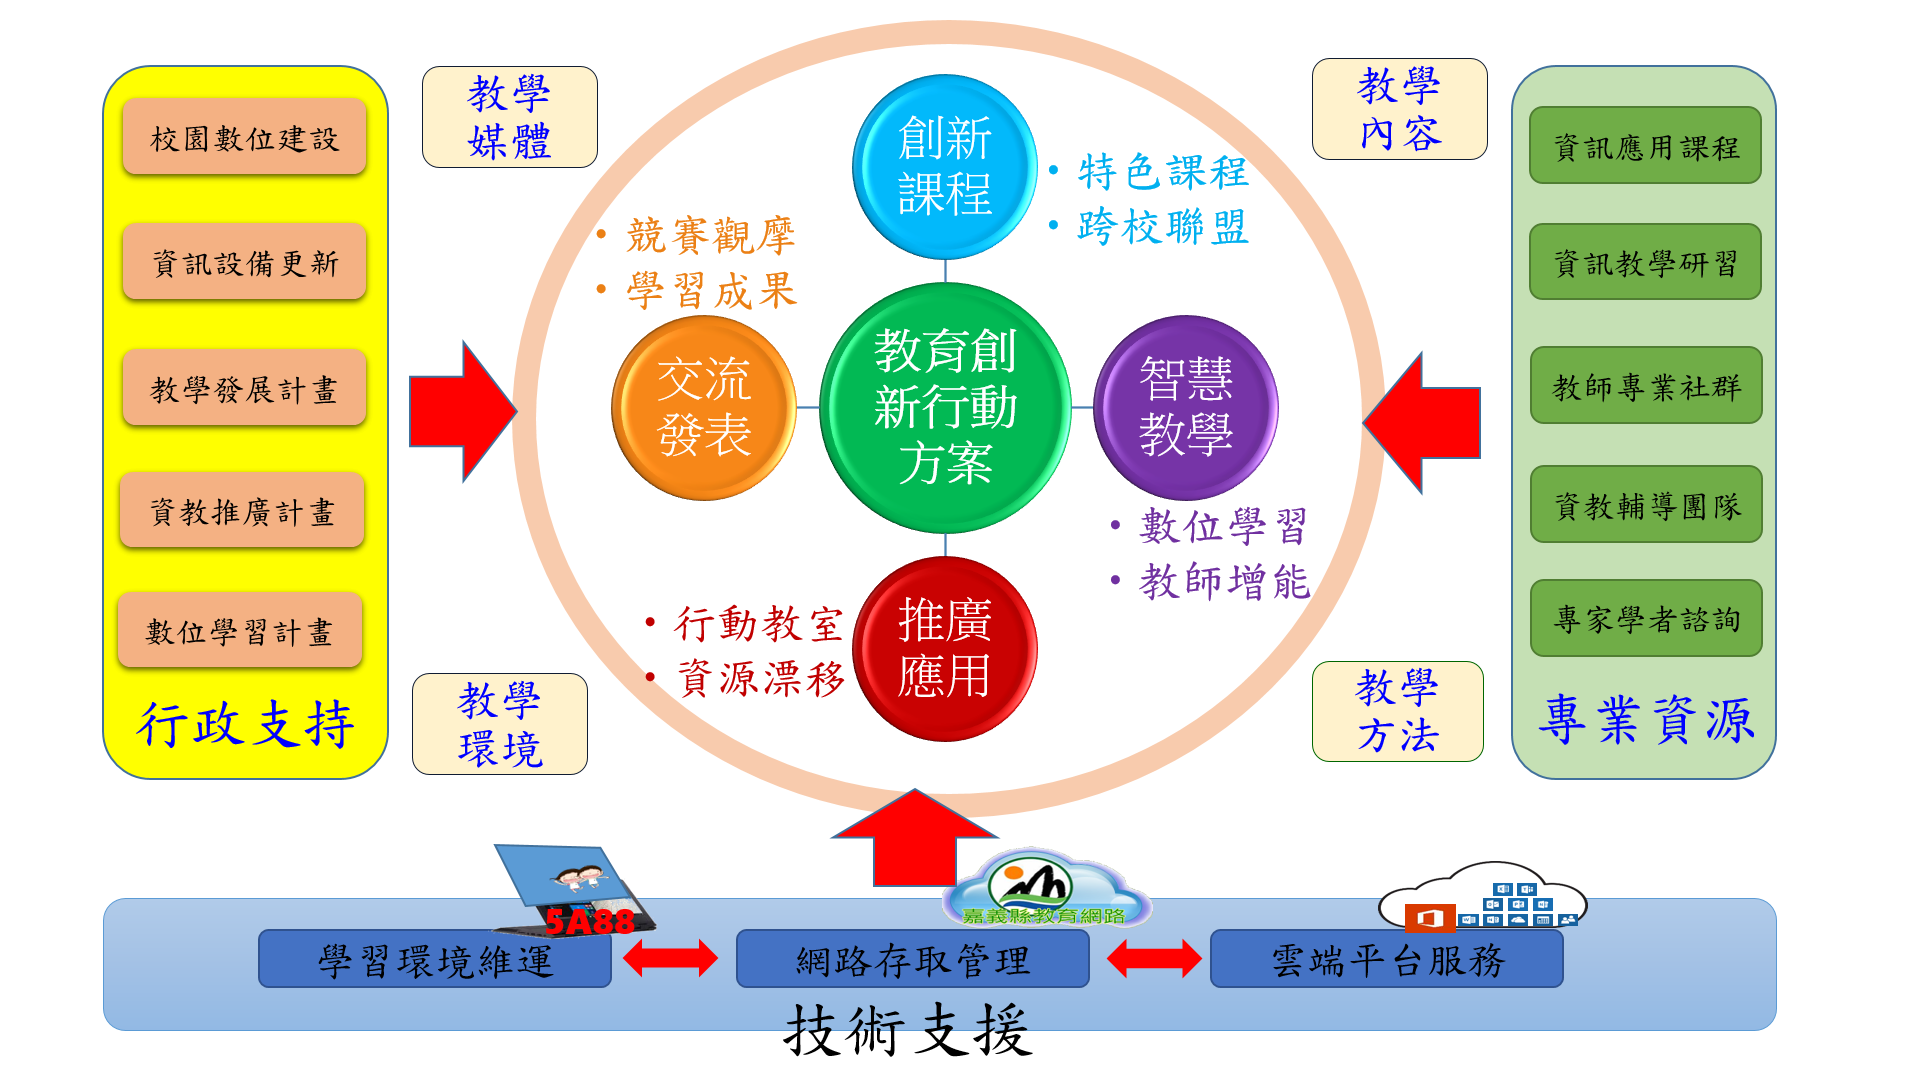 校園數位建設
資訊設備更新
教學發展計畫
資教推廣計畫
數位學習計畫
行政支持
教學
媒體
教學
環境
創新
課程
• 特色課程
• 跨校聯盟
• 競賽觀摩
• 學習成果
交流
發表
教育創
新行動
方案
智慧
教學
• 數位學習
• 教師增能
• 行動教室
• 資源漂移
推廣
應用
教學
內容
教學
方法
資訊應用課程
資訊教學研習
教師專業社群
資教輔導團隊
專家學者諮詢
專業資源
5A88
嘉義縣教育網路
學習環境維運
網路存取管理
雲端平台服務
技術支援